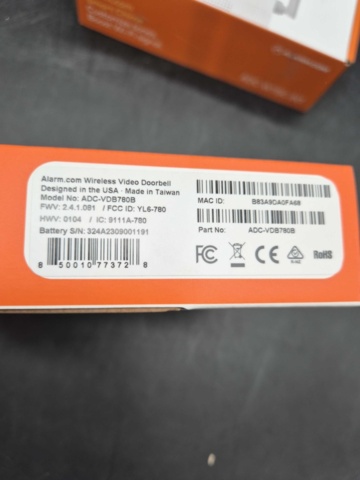 Alarm.com Wireless Video Doorbell
Designed in the USA · Made in Taiwan
Model No: ADC-VDB780B
FWV: 2.4.1.081 / FCC ID: YL6-780
HWV: 0104 / IC: 9111A-780
Battery S/N: 324A2309001191
8 50010 77372 8
MAC ID: B83A9DA0FA68
Part No: ADC-VDB780B
FC CE RoHS